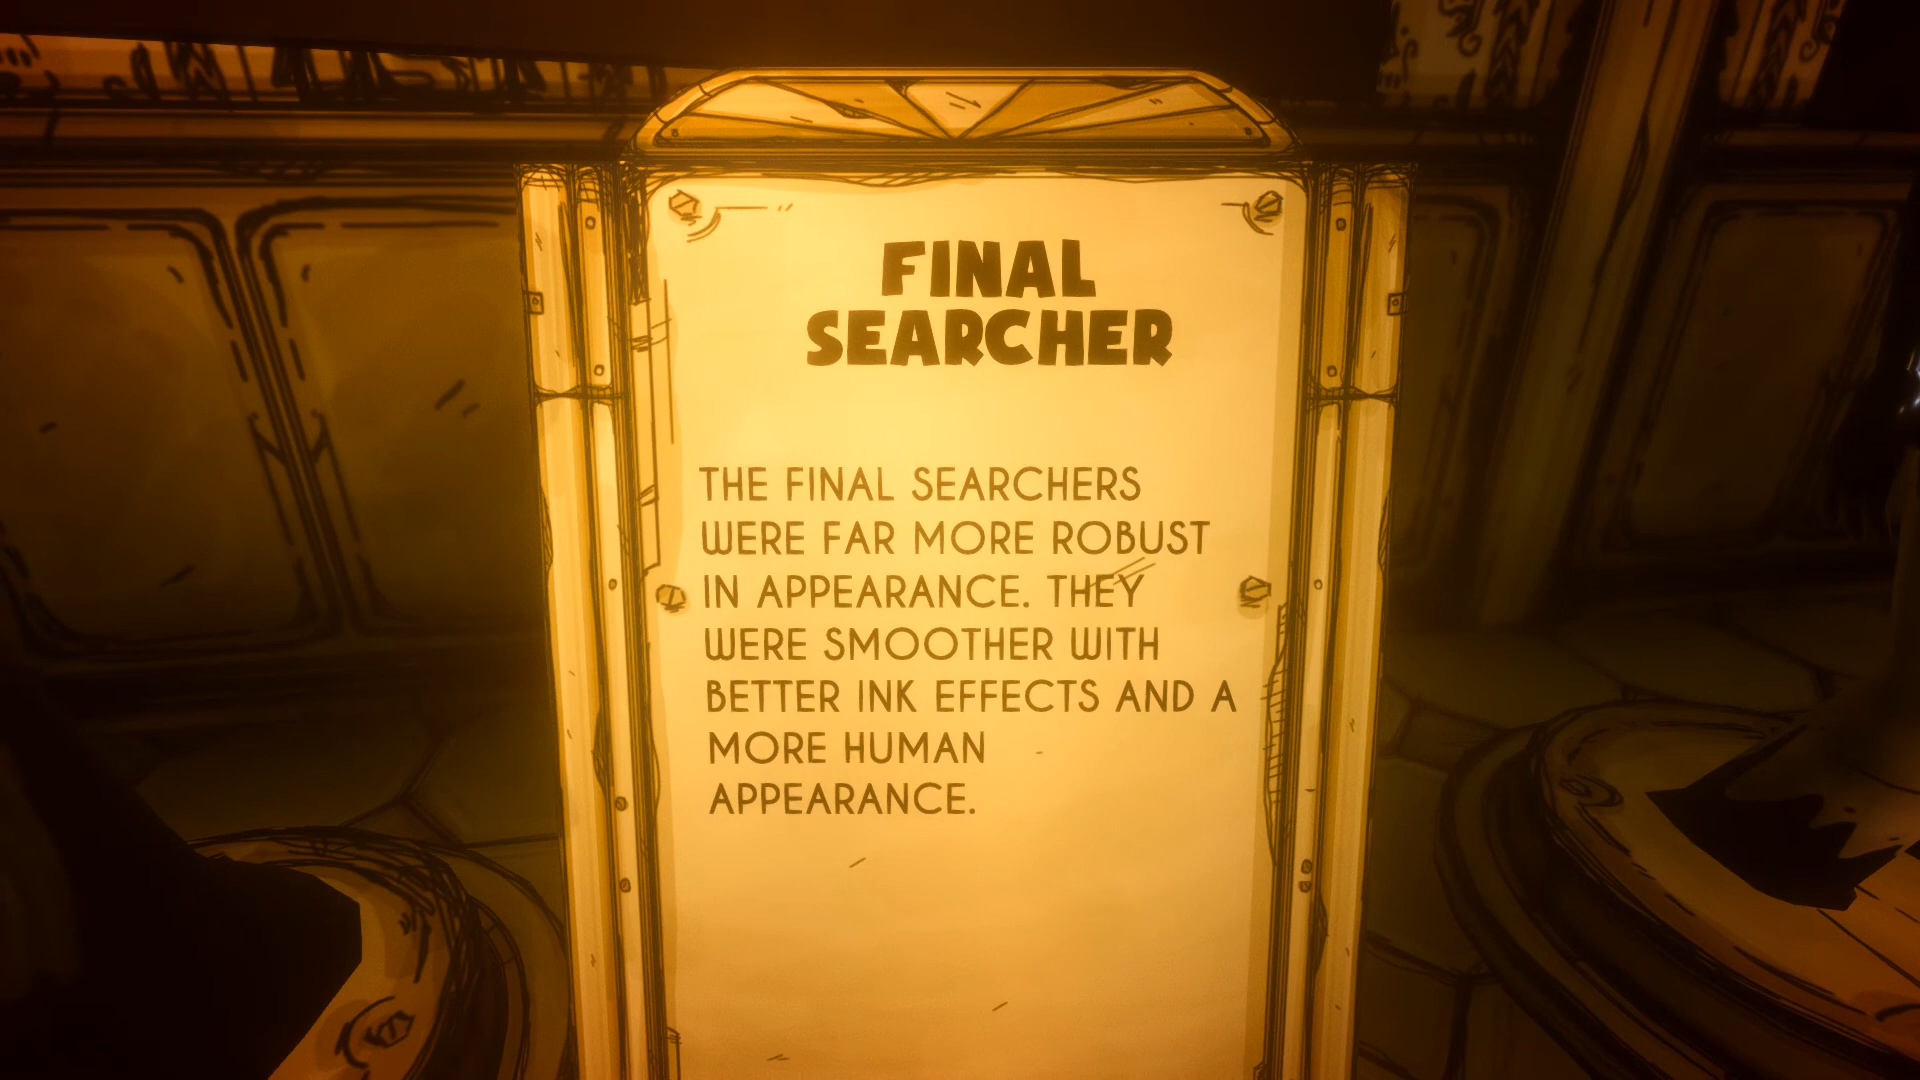 FINAL
SEARCHER
THE FINAL SEARCHERS
WERE FAR MORE ROBUST
IN APPEARANCE. THEY
WERE SMOOTHER WITH
BETTER INK EFFECTS AND A
MORE HUMAN
APPEARANCE.